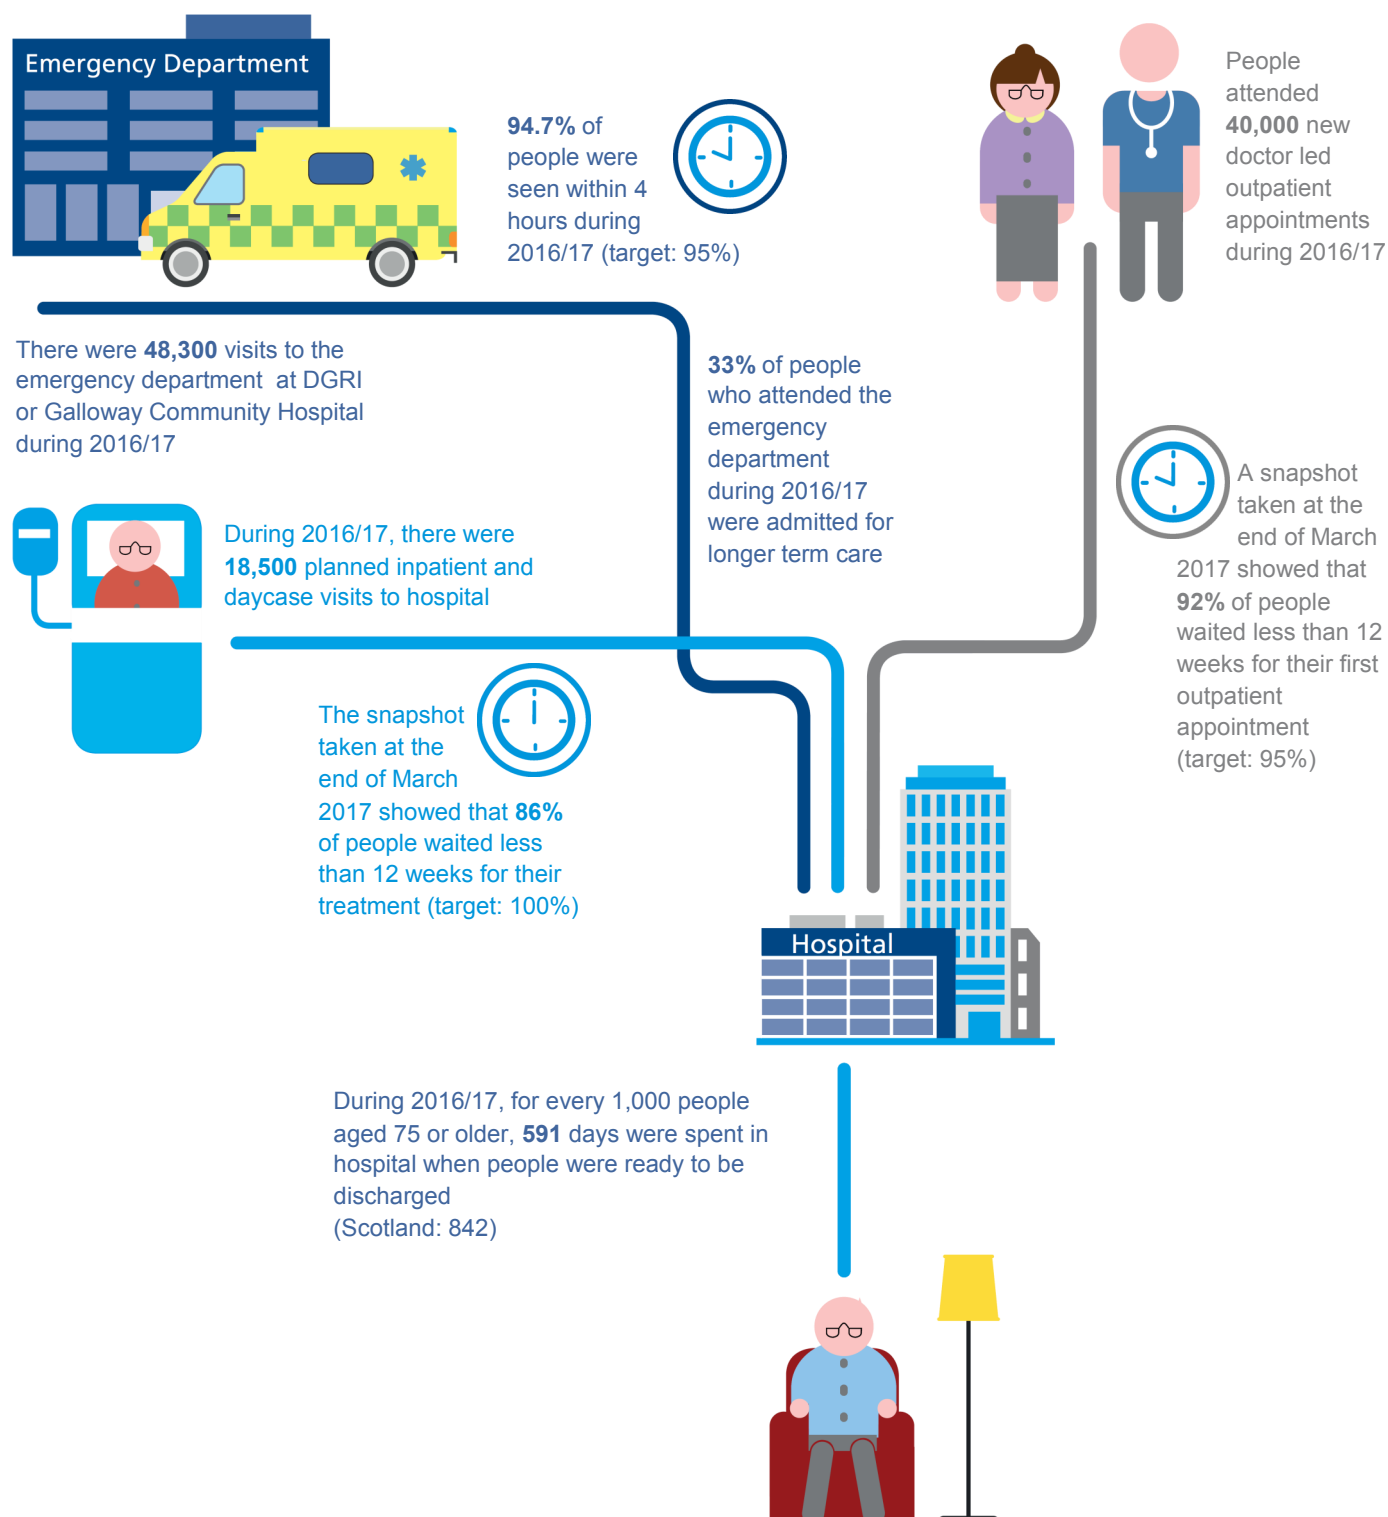 Emergency Department
94.7% of
people were
seen within 4
hours during
2016/17 (target: 95%)
People
attended
40,000 new
doctor led
outpatient
appointments
during 2016/17
There were 48,300 visits to the
emergency department at DGRI
or Galloway Community Hospital
during 2016/17
33% of people
who attended the
emergency
department
during 2016/17
were admitted for
longer term care
A snapshot
taken at the
end of March
2017 showed that
92% of people
waited less than 12
weeks for their first
outpatient
appointment
(target: 95%)
During 2016/17, there were
18,500 planned inpatient and
daycase visits to hospital
The snapshot
taken at the
end of March
2017 showed that 86%
of people waited less
than 12 weeks for their
treatment (target: 100%)
Hospital
During 2016/17, for every 1,000 people
aged 75 or older, 591 days were spent in
hospital when people were ready to be
discharged
(Scotland: 842)